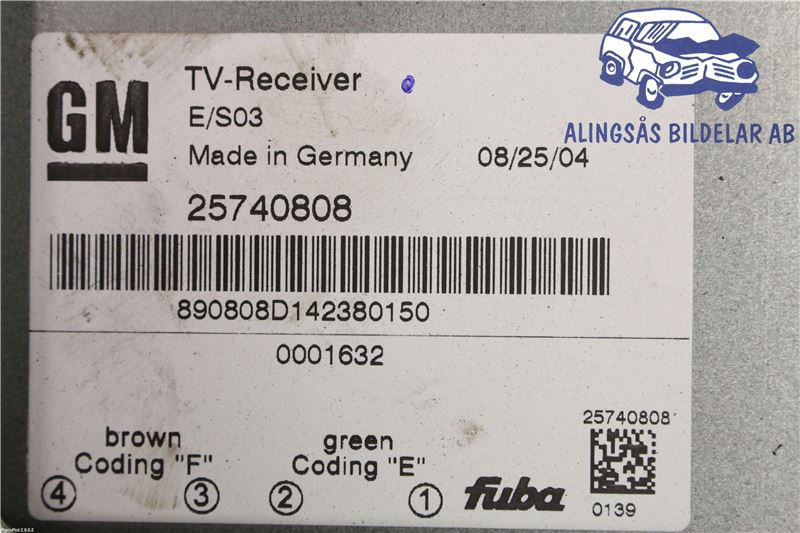 GM
TV-Receiver
E/S03
Made in Germany 08/25/04
ALINGSÅS BILDELAR AB
25740808
890808D142380150
0001632
brown
Coding "F"
green
Coding "E"
4 3 2 1
fuba
25740808
0139